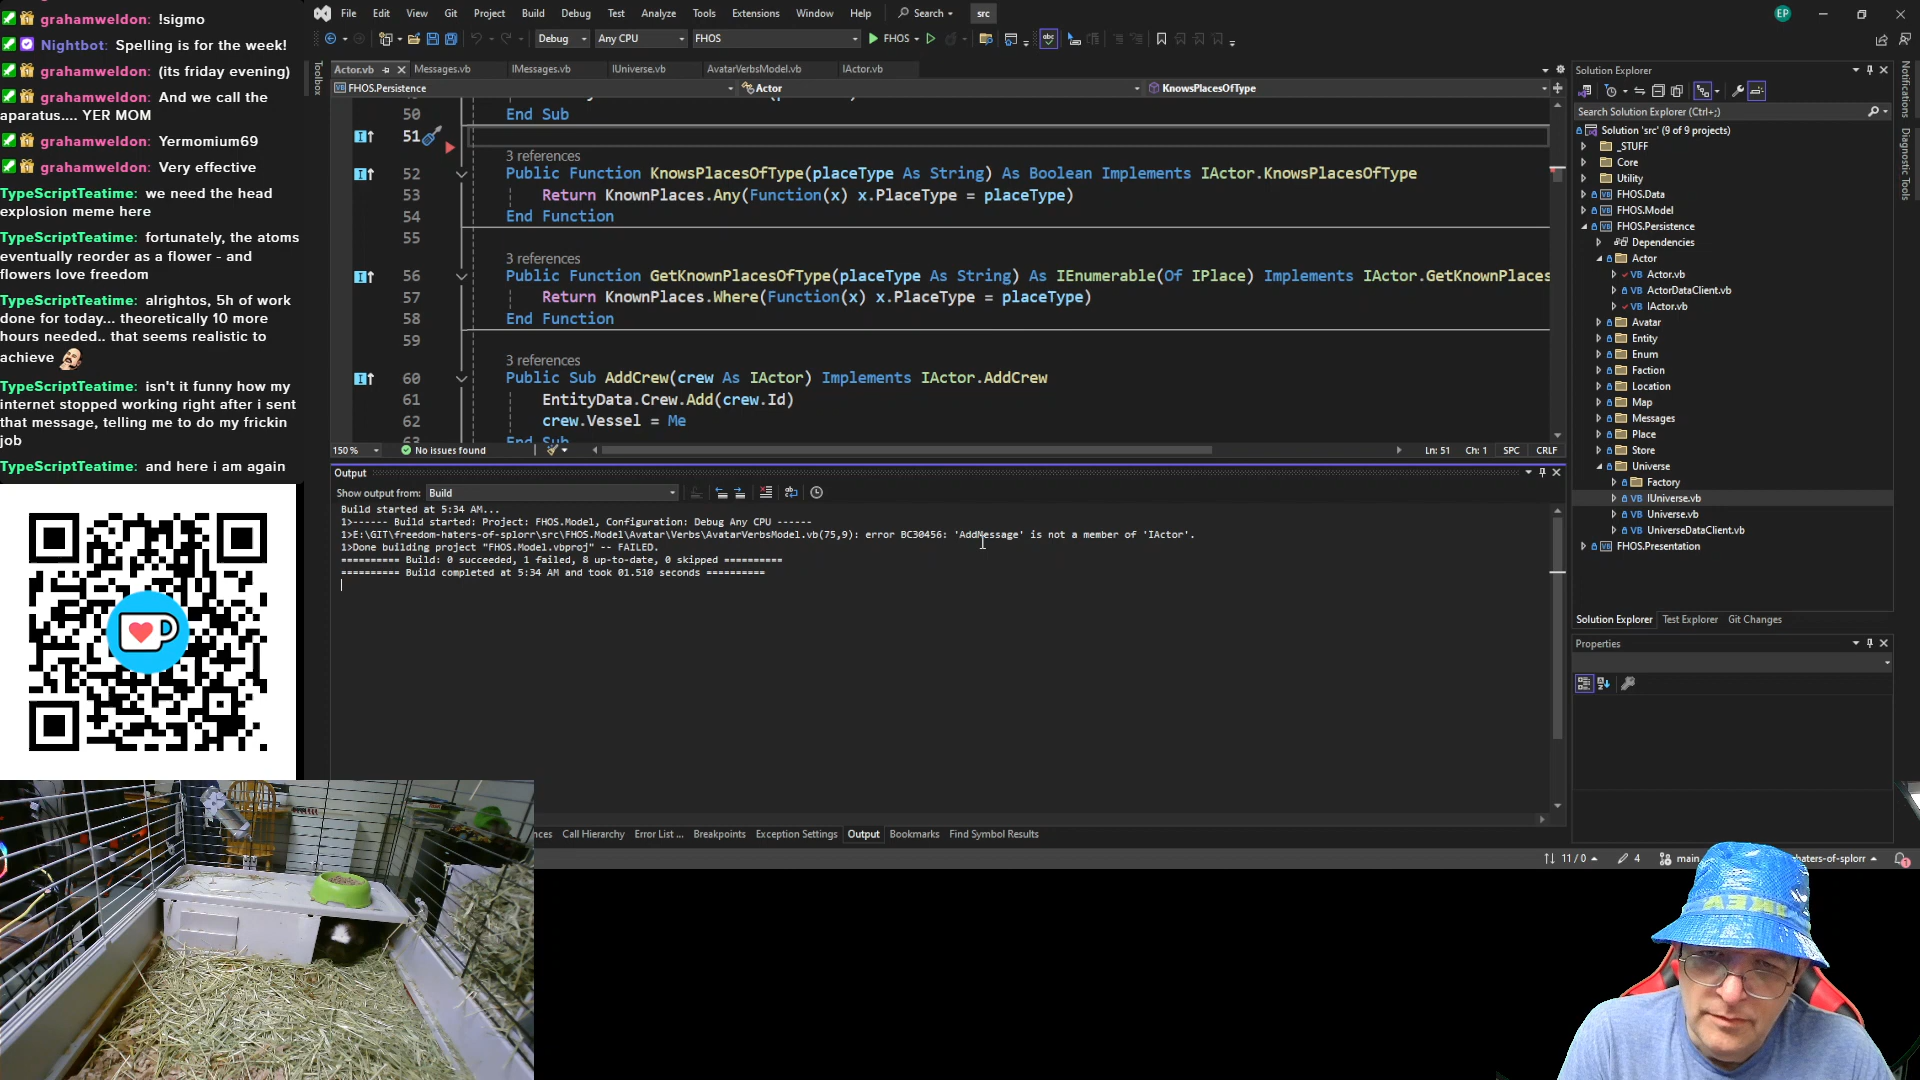 grahamweldon: !sigmo
Nightbot: Spelling is for the week!
grahamweldon: (its friday evening)
grahamweldon: And we call the
aparatus.... YER MOM
grahamweldon: Yermomium69
grahamweldon: Very effective
TypeScriptTeatime: we need the head
explosion meme here
TypeScriptTeatime: fortunately, the atoms
eventually reorder as a flower - and
flowers love freedom
TypeScriptTeatime: alrightos, 5h of work
done for today... theoretically 10 more
hours needed.. that seems realistic to
achieve
TypeScriptTeatime: isn't it funny how my
internet stopped working right after i sent
that message, telling me to do my frickin
job
TypeScriptTeatime: and here i am again
File Edit View Git Project Build Debug Test Analyze Tools Extensions Window Help Search src EP
Debug Any CPU FHOS FHOS
Toolbox
Actor.vb Messages.vb IMessages.vb IUniverse.vb AvatarVerbsModel.vb IActor.vb
FHOS.Persistence Actor KnowsPlacesOfType
50 End Sub
51
3 references
52 Public Function KnowsPlacesOfType(placeType As String) As Boolean Implements IActor.KnowsPlacesOfType
53 Return KnownPlaces.Any(Function(x) x.PlaceType = placeType)
54 End Function
55
3 references
56 Public Function GetKnownPlacesOfType(placeType As String) As IEnumerable(Of IPlace) Implements IActor.GetKnownPlaces
57 Return KnownPlaces.Where(Function(x) x.PlaceType = placeType)
58 End Function
59
3 references
60 Public Sub AddCrew(crew As IActor) Implements IActor.AddCrew
61 EntityData.Crew.Add(crew.Id)
62 crew.Vessel = Me
63 End Sub
150 % No issues found Ln: 51 Ch: 1 SPC CRLF
Output
Show output from: Build
Build started at 5:34 AM...
1>------ Build started: Project: FHOS.Model, Configuration: Debug Any CPU ------
1>E:\GIT\freedom-haters-of-splorr\src\FHOS.Model\Avatar\Verbs\AvatarVerbsModel.vb(75,9): error BC30456: 'AddMessage' is not a member of 'IActor'.
1>Done building project "FHOS.Model.vbproj" -- FAILED.
========== Build: 0 succeeded, 1 failed, 8 up-to-date, 0 skipped ==========
========== Build completed at 5:34 AM and took 01.510 seconds ==========
nces Call Hierarchy Error List ... Breakpoints Exception Settings Output Bookmarks Find Symbol Results
11 / 0 4 main haters-of-splorr
Solution Explorer
Search Solution Explorer (Ctrl+;)
Solution 'src' (9 of 9 projects)
_STUFF
Core
Utility
FHOS.Data
FHOS.Model
FHOS.Persistence
Dependencies
Actor
Actor.vb
ActorDataClient.vb
IActor.vb
Avatar
Entity
Enum
Faction
Location
Map
Messages
Place
Store
Universe
Factory
IUniverse.vb
Universe.vb
UniverseDataClient.vb
FHOS.Presentation
Solution Explorer Test Explorer Git Changes
Properties
Notifications
Diagnostic Tools
IKEA